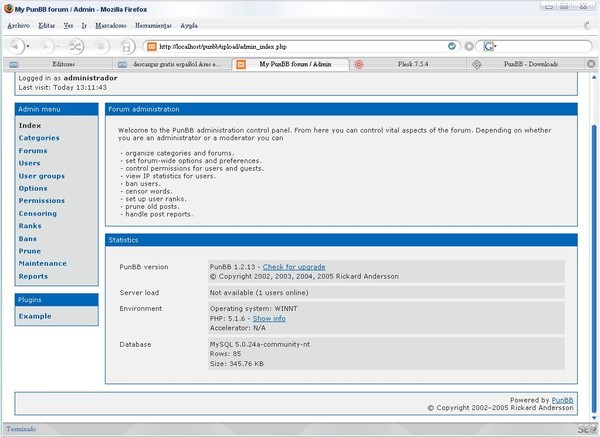 My PunBB forum / Admin - Mozilla Firefox
Archivo Editar Ver Ir Marcadores Herramientas Ayuda
http://localhost/punbb/upload/admin_index.php
Editores descargar gratis español Ares e... My PunBB forum / Admin Plesk 7.5.4 PunBB - Downloads
Logged in as administrador
Last visit: Today 13:11:43
Admin menu
Index
Categories
Forums
Users
User groups
Options
Permissions
Censoring
Ranks
Bans
Prune
Maintenance
Reports
Plugins
Example
Forum administration
Welcome to the PunBB administration control panel. From here you can control vital aspects of the forum. Depending on whether
you are an administrator or a moderator you can
- organize categories and forums.
- set forum-wide options and preferences.
- control permissions for users and guests.
- view IP statistics for users.
- ban users.
- censor words.
- set up user ranks.
- prune old posts.
- handle post reports.
Statistics
PunBB version PunBB 1.2.13 - Check for upgrade
© Copyright 2002, 2003, 2004, 2005 Rickard Andersson
Server load Not available (1 users online)
Environment Operating system: WINNT
PHP: 5.1.6 - Show info
Accelerator: N/A
Database MySQL 5.0.24a-community-nt
Rows: 85
Size: 345.76 KB
Powered by PunBB
© Copyright 2002–2005 Rickard Andersson
Terminado